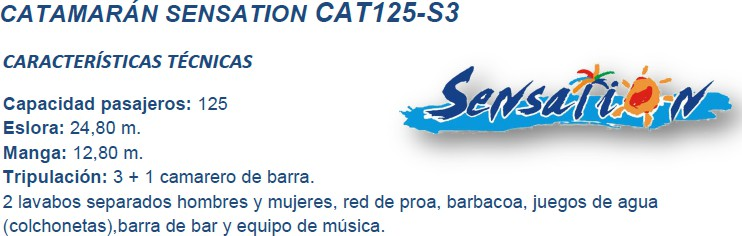 CATAMARÁN SENSATION CAT125-S3
CARACTERÍSTICAS TÉCNICAS
Sensation
Capacidad pasajeros: 125
Eslora: 24,80 m.
Manga: 12,80 m.
Tripulación: 3 + 1 camarero de barra.
2 lavabos separados hombres y mujeres, red de proa, barbacoa, juegos de agua
(colchonetas),barra de bar y equipo de música.